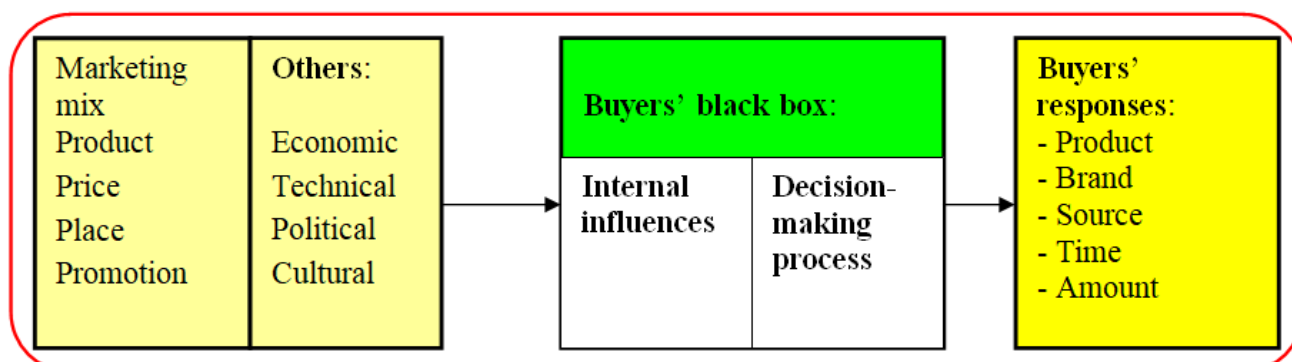 Marketing
mix
Product
Price
Place
Promotion
Others:
Economic
Technical
Political
Cultural
Buyers’ black box:
Internal
influences
Decision-
making
process
Buyers’
responses:
- Product
- Brand
- Source
- Time
- Amount